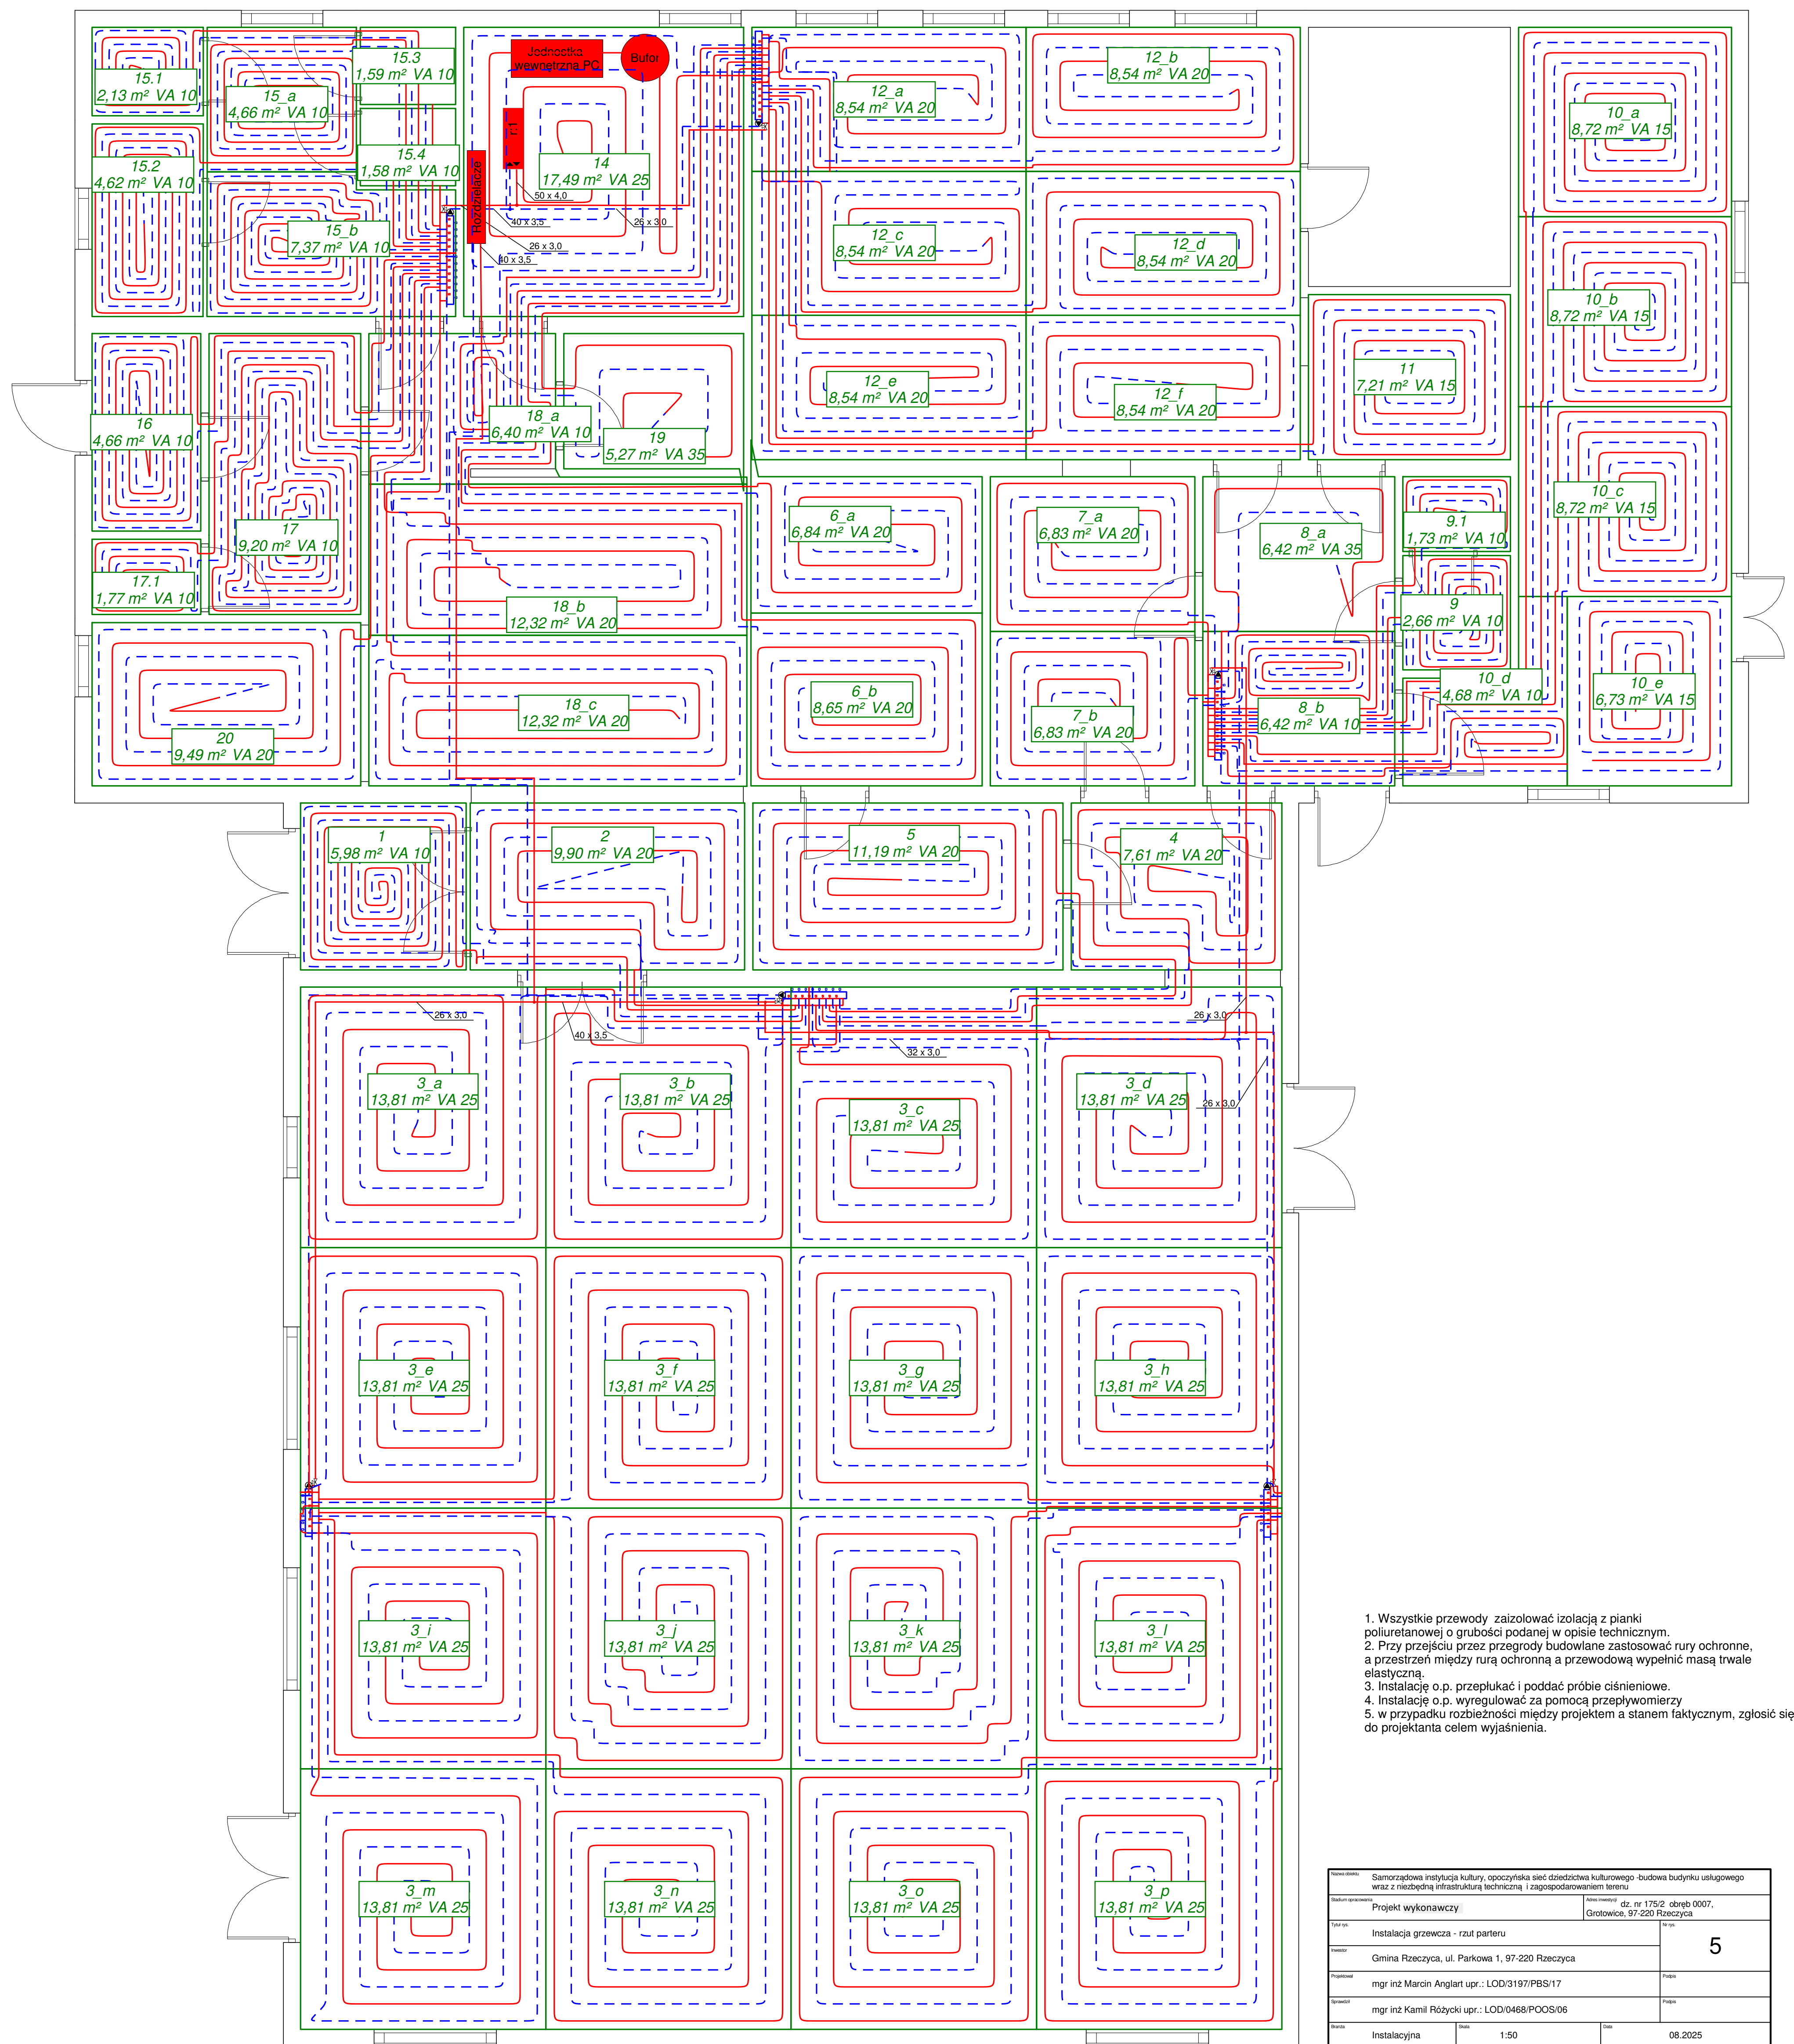 15.1
2,13 m² VA 10
15_a
4,66 m² VA 10
15.3
1,59 m² VA 10
15.2
4,62 m² VA 10
15.4
1,58 m² VA 10
15_b
7,37 m² VA 10
Jednostka
wewnętrzna PC
Bufor
r.1
Rozdzielacze
14
17,49 m² VA 25
50 x 4,0
40 x 3,5
26 x 3,0
26 x 3,0
40 x 3,5
12_a
8,54 m² VA 20
12_b
8,54 m² VA 20
12_c
8,54 m² VA 20
12_d
8,54 m² VA 20
12_e
8,54 m² VA 20
12_f
8,54 m² VA 20
10_a
8,72 m² VA 15
10_b
8,72 m² VA 15
11
7,21 m² VA 15
10_c
8,72 m² VA 15
16
4,66 m² VA 10
17
9,20 m² VA 10
17.1
1,77 m² VA 10
18_a
6,40 m² VA 10
19
5,27 m² VA 35
18_b
12,32 m² VA 20
18_c
12,32 m² VA 20
20
9,49 m² VA 20
6_a
6,84 m² VA 20
6_b
8,65 m² VA 20
7_a
6,83 m² VA 20
7_b
6,83 m² VA 20
8_a
6,42 m² VA 35
8_b
6,42 m² VA 10
9.1
1,73 m² VA 10
9
2,66 m² VA 10
10_d
4,68 m² VA 10
10_e
6,73 m² VA 15
1
5,98 m² VA 10
2
9,90 m² VA 20
5
11,19 m² VA 20
4
7,61 m² VA 20
26 x 3,0
40 x 3,5
32 x 3,0
26 x 3,0
26 x 3,0
3_a
13,81 m² VA 25
3_b
13,81 m² VA 25
3_c
13,81 m² VA 25
3_d
13,81 m² VA 25
3_e
13,81 m² VA 25
3_f
13,81 m² VA 25
3_g
13,81 m² VA 25
3_h
13,81 m² VA 25
3_i
13,81 m² VA 25
3_j
13,81 m² VA 25
3_k
13,81 m² VA 25
3_l
13,81 m² VA 25
3_m
13,81 m² VA 25
3_n
13,81 m² VA 25
3_o
13,81 m² VA 25
3_p
13,81 m² VA 25
1. Wszystkie przewody zaizolować izolacją z pianki
poliuretanowej o grubości podanej w opisie technicznym.
2. Przy przejściu przez przegrody budowlane zastosować rury ochronne,
a przestrzeń między rurą ochronną a przewodową wypełnić masą trwale
elastyczną.
3. Instalację o.p. przepłukać i poddać próbie ciśnieniowe.
4. Instalację o.p. wyregulować za pomocą przepływomierzy
5. w przypadku rozbieżności między projektem a stanem faktycznym, zgłosić się
do projektanta celem wyjaśnienia.
Nazwa obiektu
Samorządowa instytucja kultury, opoczyńska sieć dziedzictwa kulturowego -budowa budynku usługowego
wraz z niezbędną infrastrukturą techniczną i zagospodarowaniem terenu
Stadium opracowania
Projekt wykonawczy
Adres inwestycji
dz. nr 175/2 obręb 0007,
Grotowice, 97-220 Rzeczyca
Tytuł rys.
Instalacja grzewcza - rzut parteru
Nr rys.
5
Inwestor
Gmina Rzeczyca, ul. Parkowa 1, 97-220 Rzeczyca
Projektował
mgr inż Marcin Anglart upr.: LOD/3197/PBS/17
Podpis
Sprawdził
mgr inż Kamil Różycki upr.: LOD/0468/POOS/06
Podpis
Branża
Instalacyjna
Skala
1:50
Data
08.2025